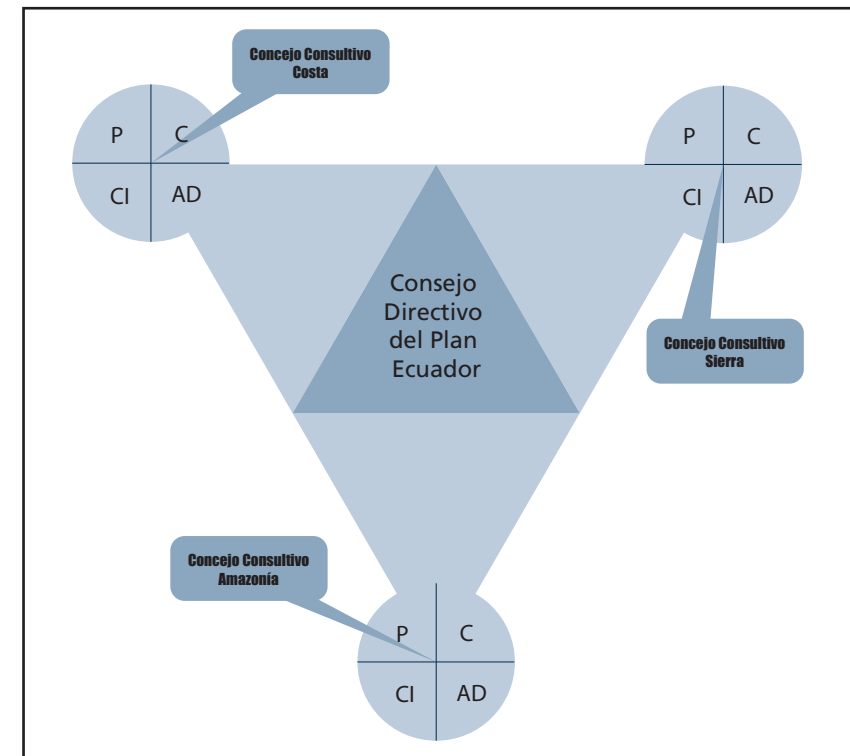 Concejo Consultivo
Costa
P
C
CI
AD
P
C
CI
AD
Consejo
Directivo
del Plan
Ecuador
Concejo Consultivo
Sierra
Concejo Consultivo
Amazonía
P
C
CI
AD